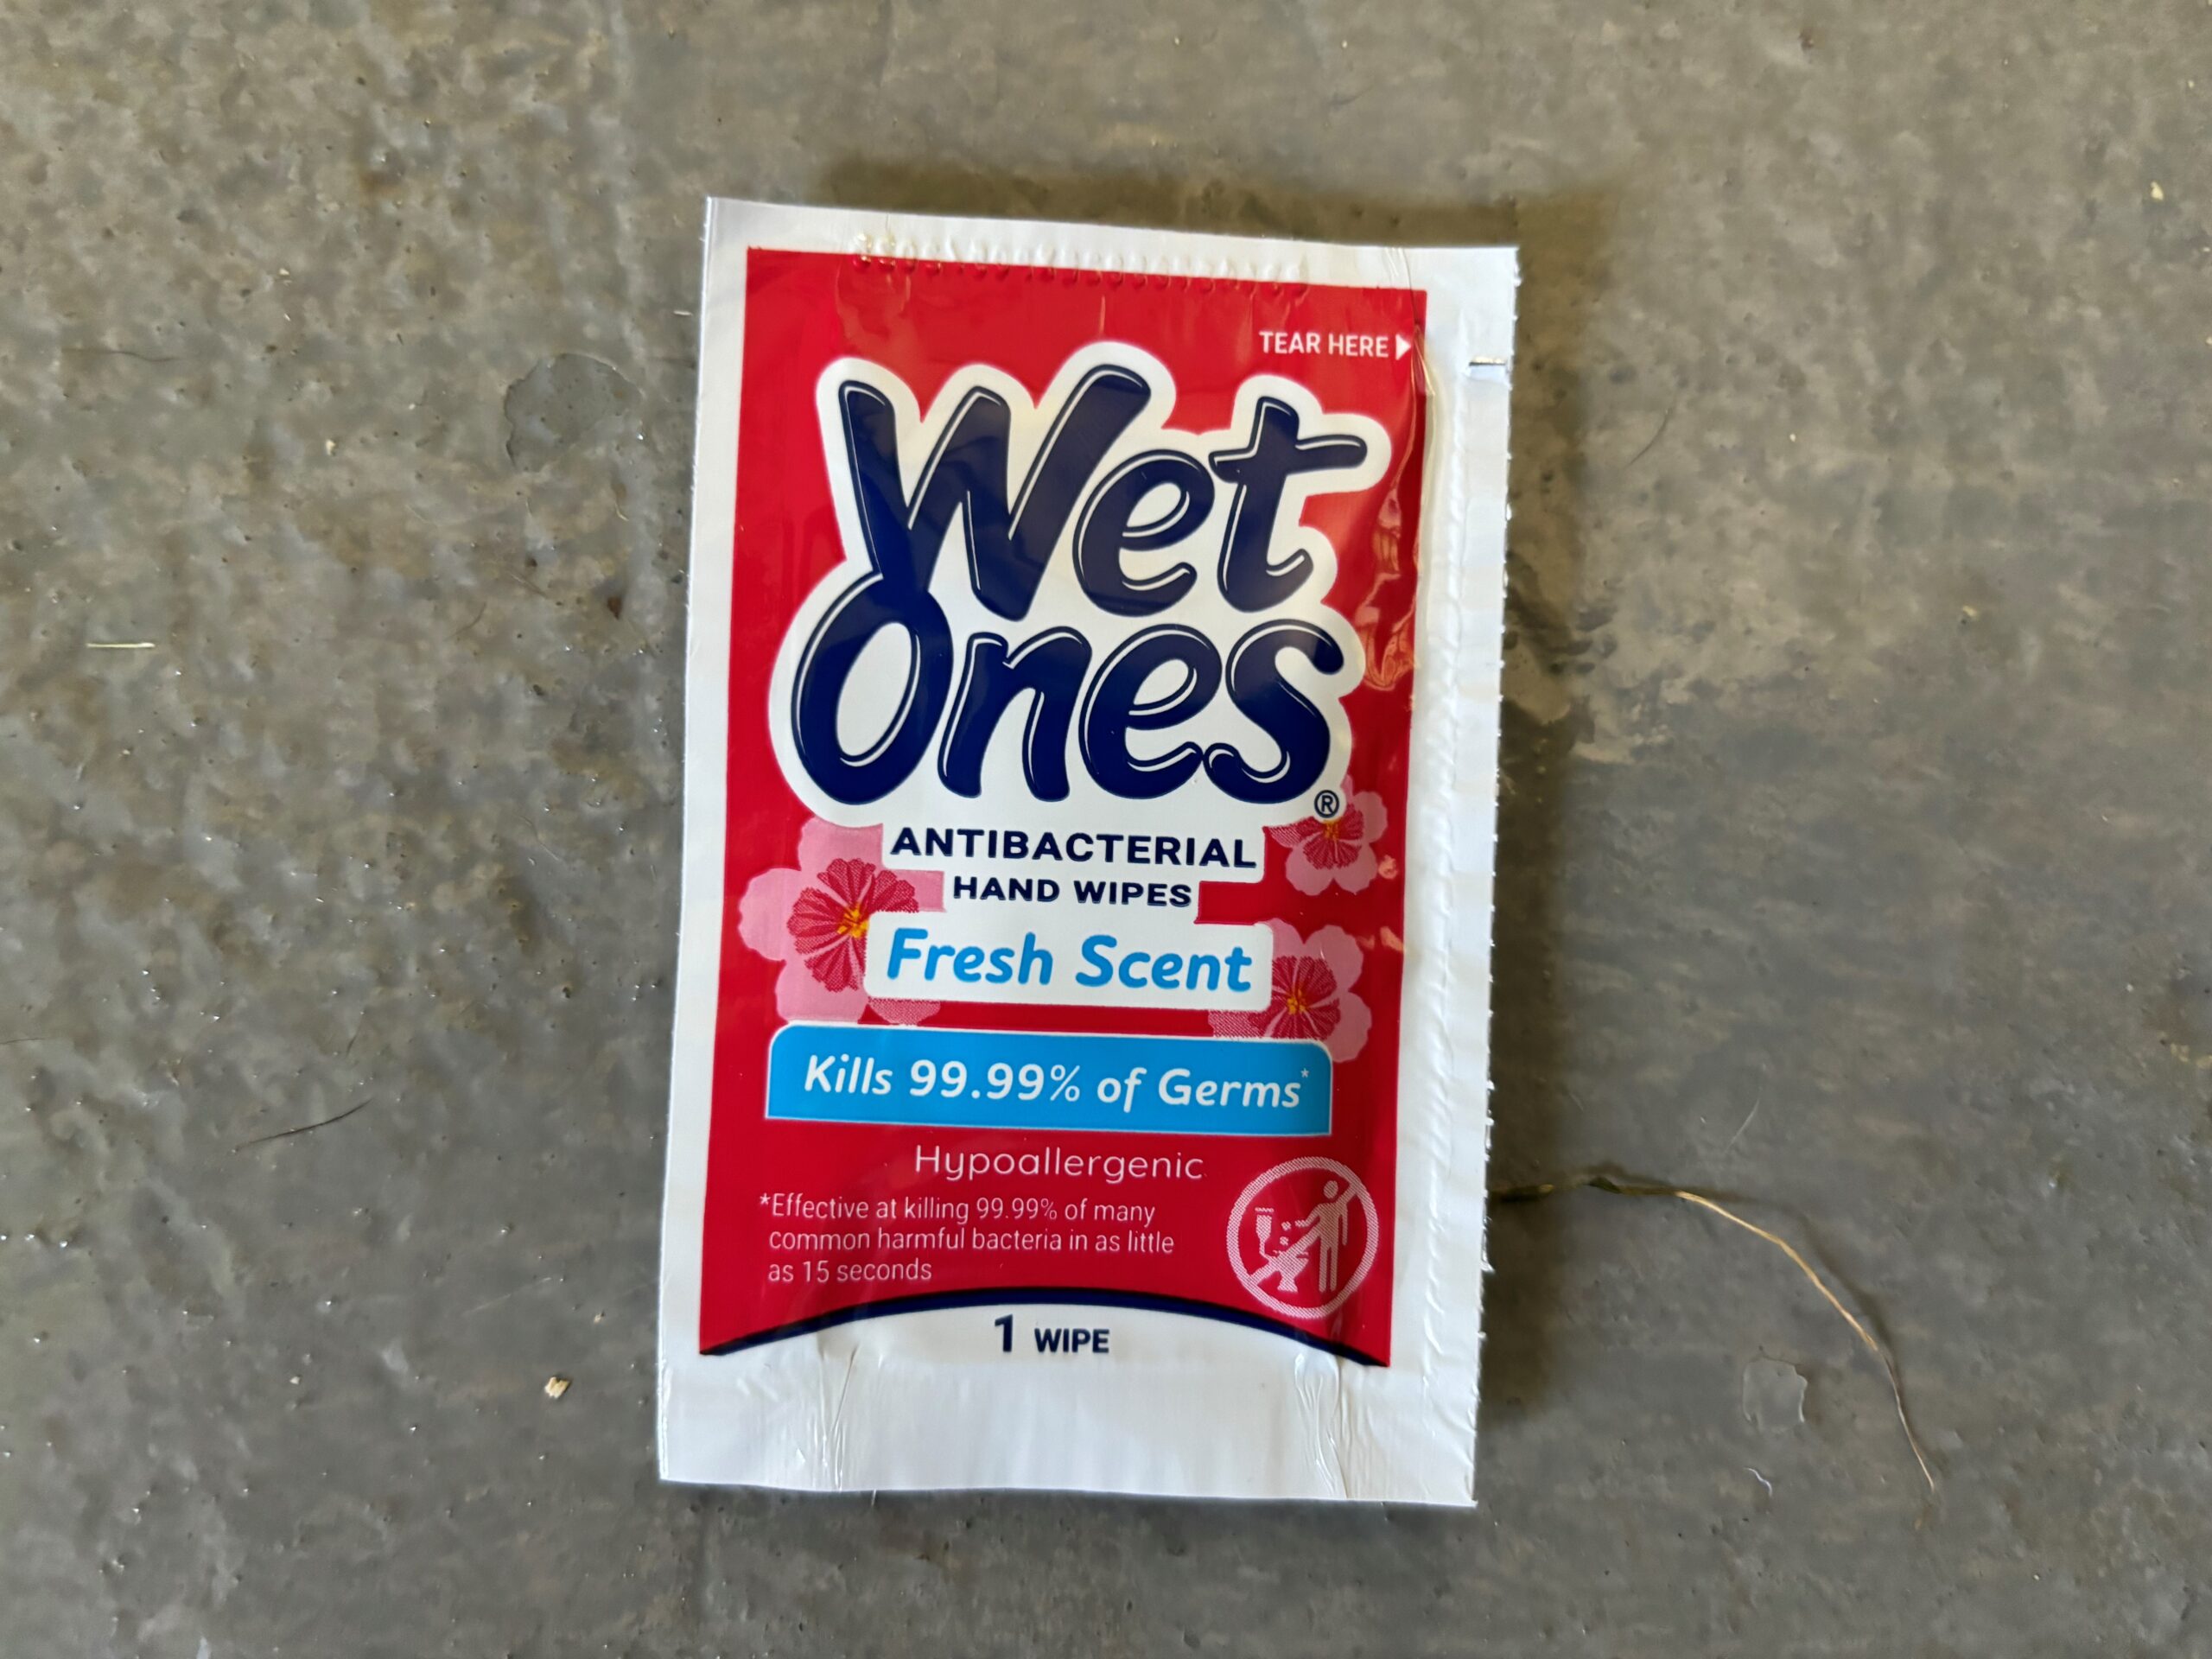 TEAR HERE
Wet
Ones®
ANTIBACTERIAL
HAND WIPES
Fresh Scent
Kills 99.99% of Germs*
Hypoallergenic
*Effective at killing 99.99% of many
common harmful bacteria in as little
as 15 seconds
1 WIPE